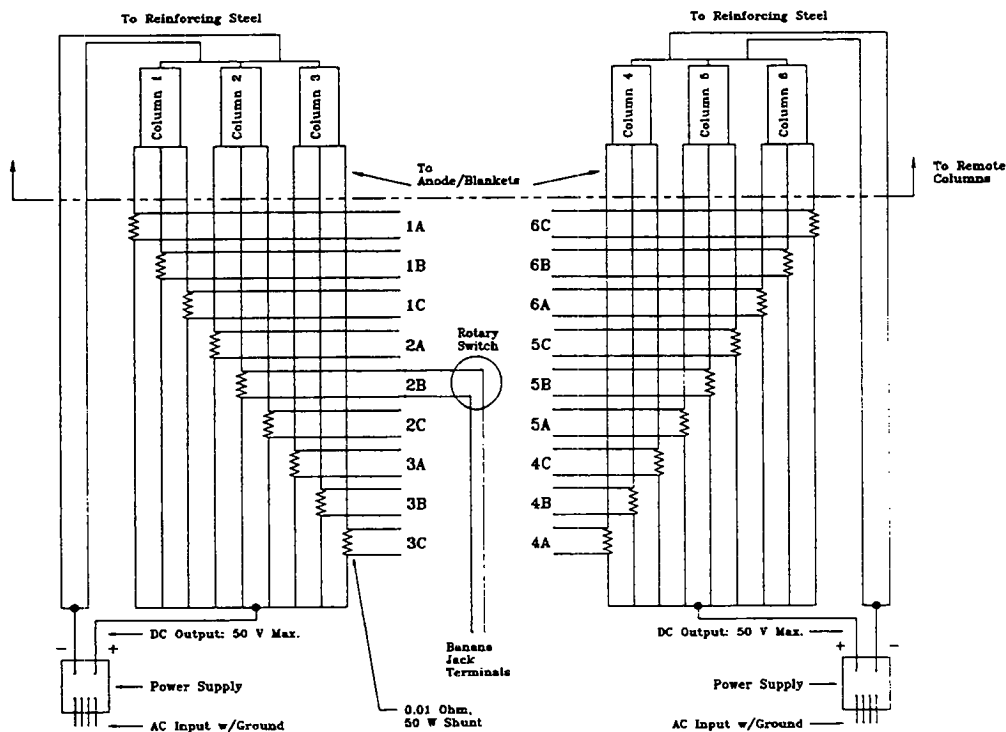 To Reinforcing Steel
To Reinforcing Steel
Column 1
Column 2
Column 3
Column 4
Column 5
Column 6
To
Anode/Blankets
To Remote
Columns
1A
6C
1B
6B
1C
6A
2A
Rotary
Switch
5C
2B
5B
2C
5A
3A
4C
3B
4B
3C
4A
DC Output: 50 V Max.
DC Output: 50 V Max.
- +
+ -
Banana
Jack
Terminals
Power Supply
Power Supply
0.01 Ohm,
50 W Shunt
AC Input w/Ground
AC Input w/Ground